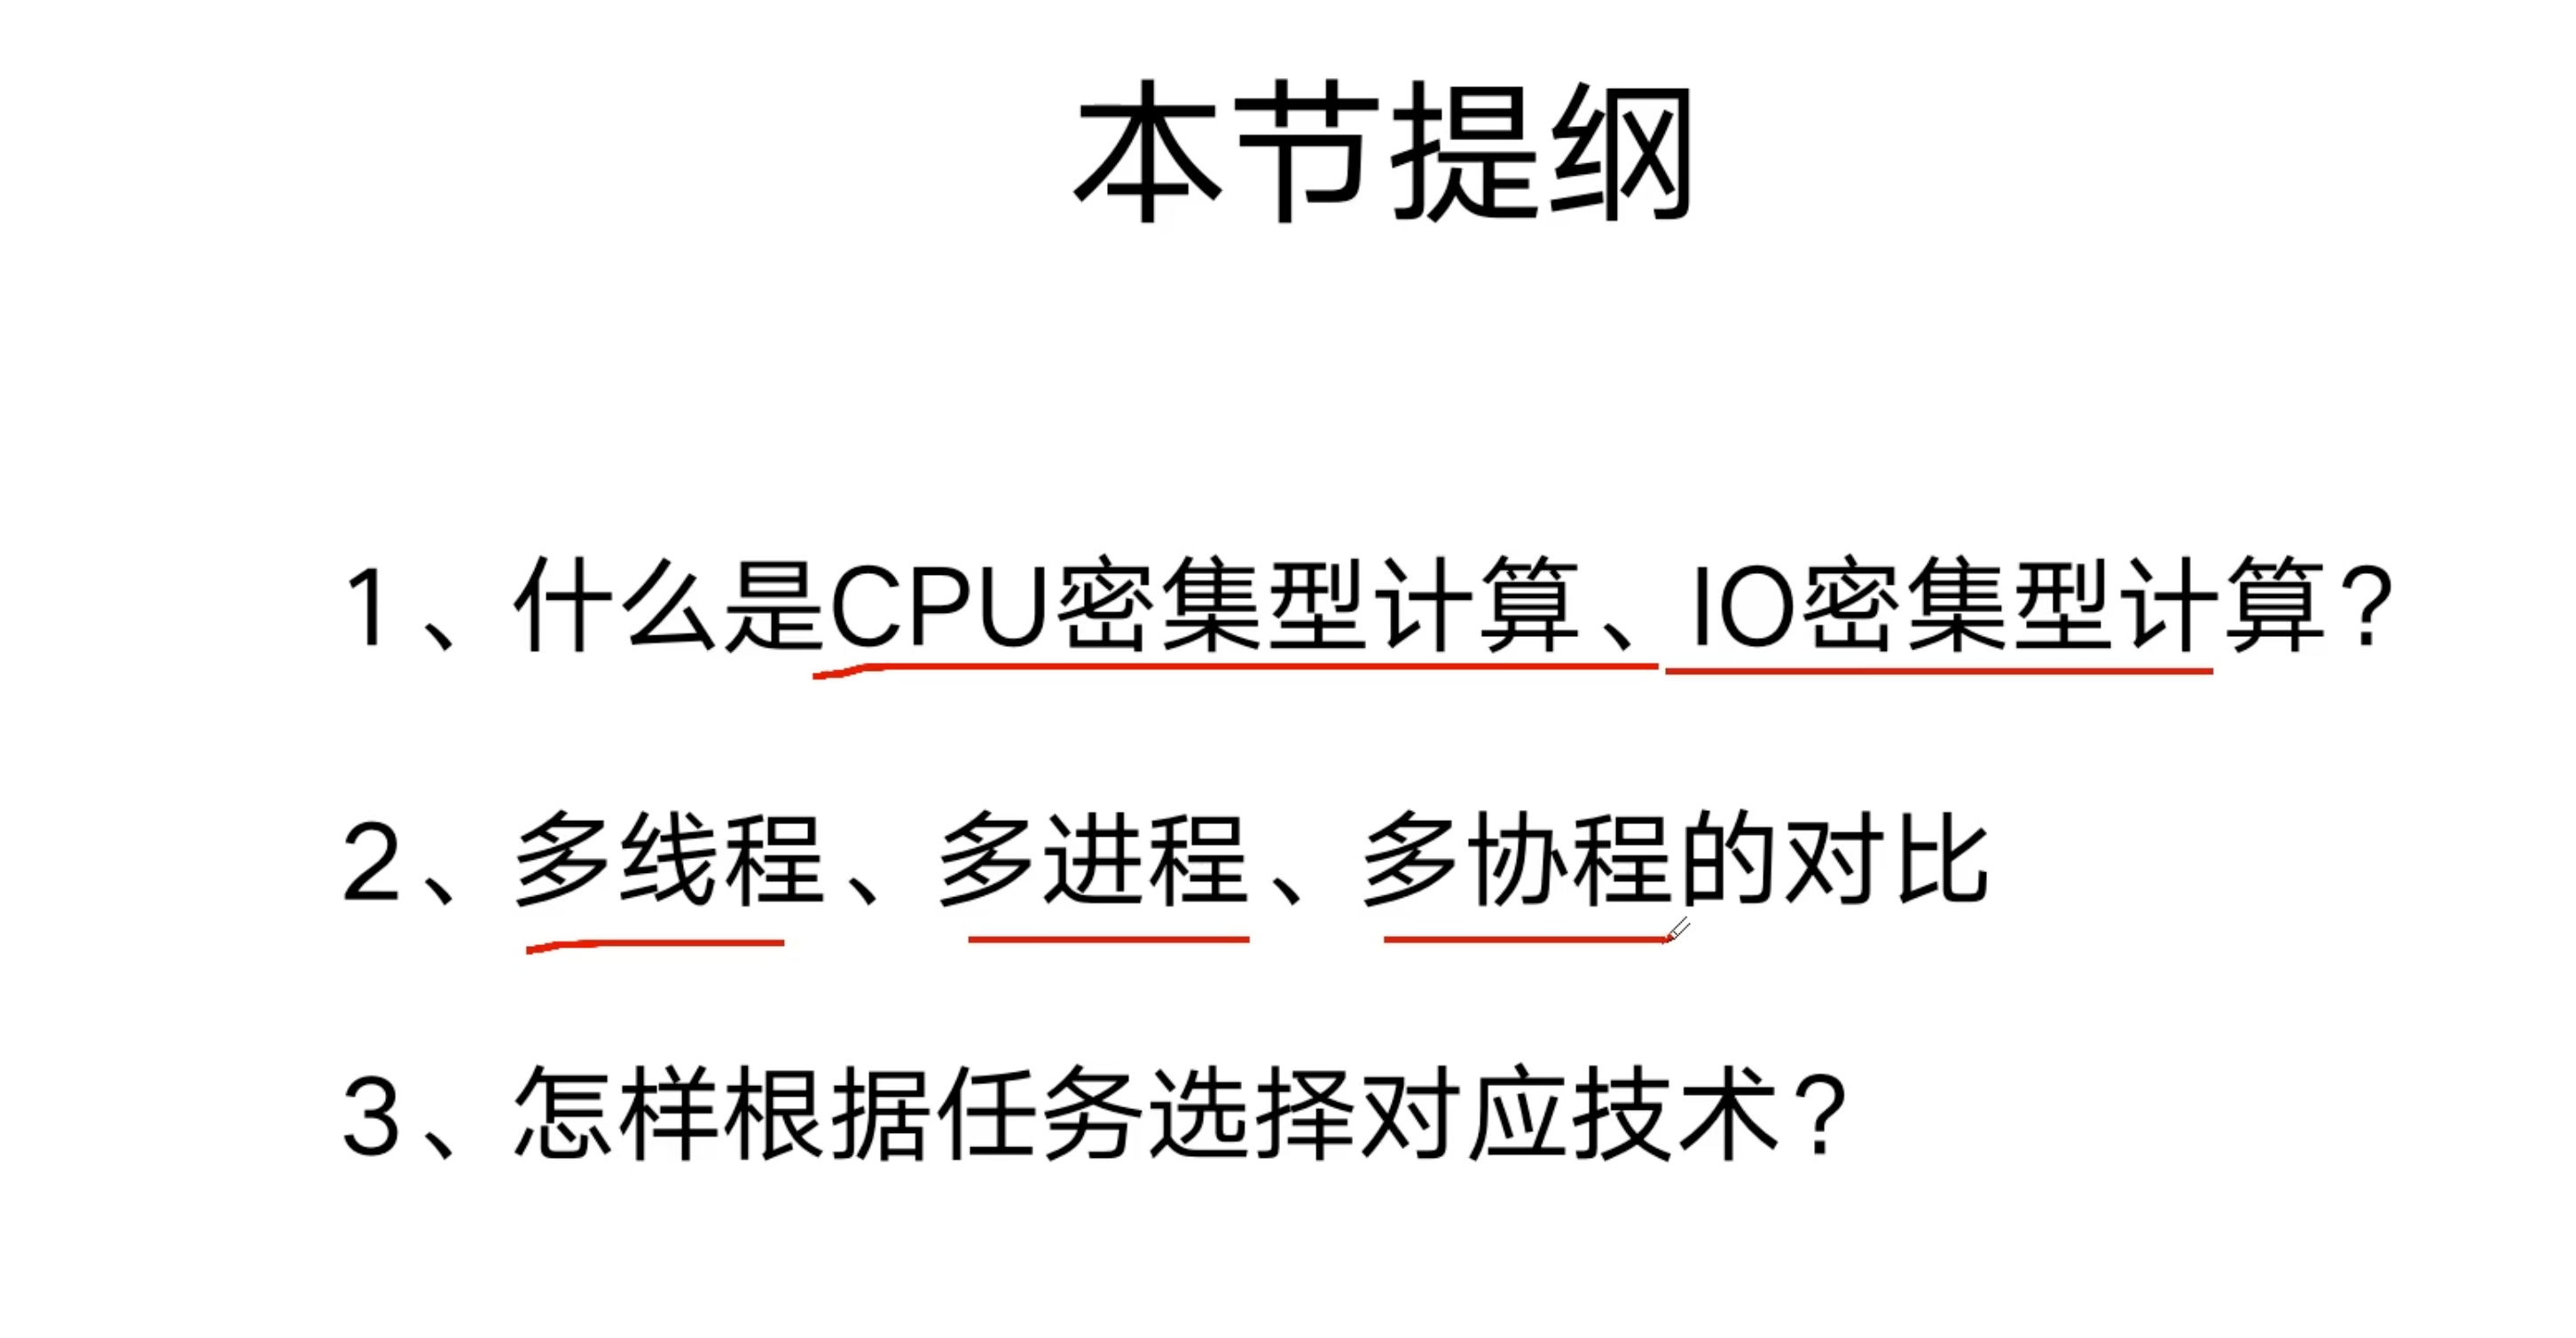 本节提纲
1、什么是CPU密集型计算、IO密集型计算？
2、多线程、多进程、多协程的对比
3、怎样根据任务选择对应技术？